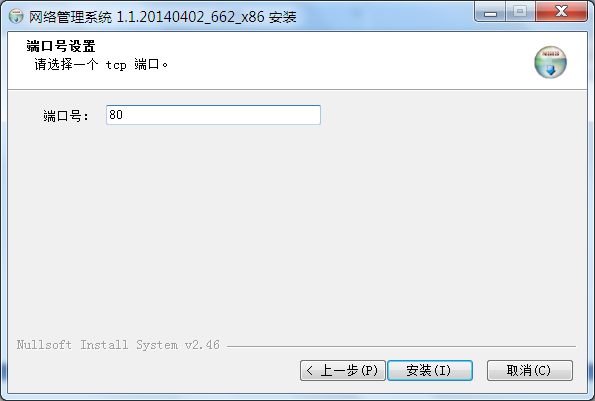 网络管理系统 1.1.20140402_662_x86 安装
端口号设置
请选择一个 tcp 端口。
端口号： 80
Nullsoft Install System v2.46
< 上一步(P) 安装(I) 取消(C)